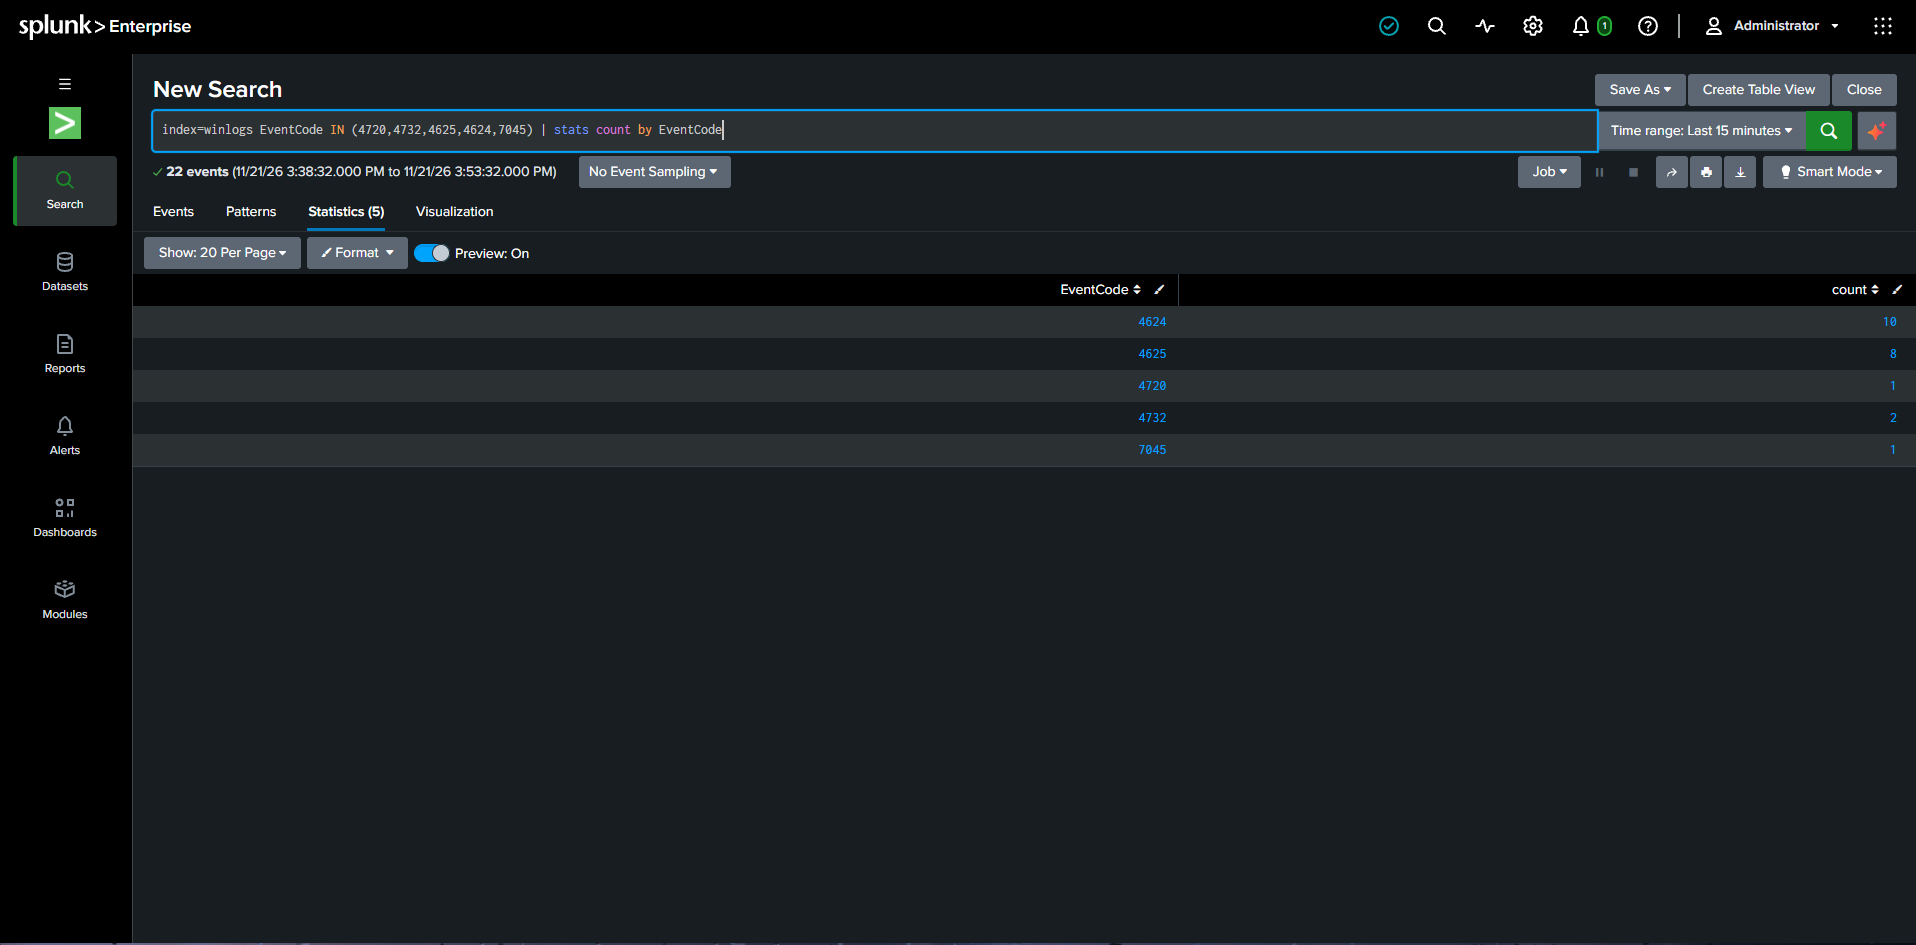 splunk> Enterprise
1
Administrator
New Search
Save As
Create Table View
Close
index=winlogs EventCode IN (4720,4732,4625,4624,7045) | stats count by EventCode
Time range: Last 15 minutes
22 events (11/21/26 3:38:32.000 PM to 11/21/26 3:53:32.000 PM)
No Event Sampling
Job
Smart Mode
Search
Events
Patterns
Statistics (5)
Visualization
Show: 20 Per Page
Format
Preview: On
Datasets
EventCode
count
4624 10
4625 8
Reports
4720 1
4732 2
Alerts
7045 1
Dashboards
Modules